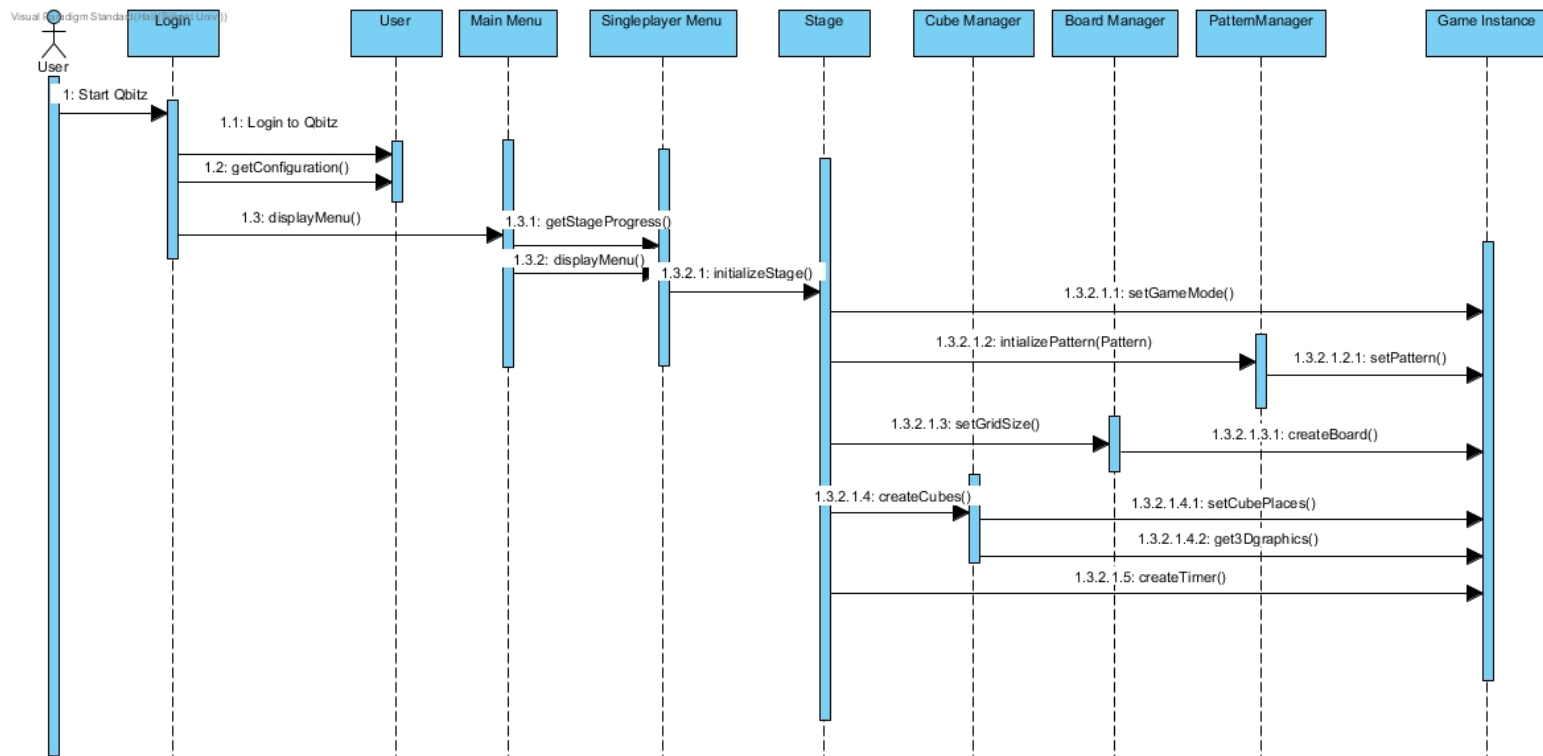 Visual Paradigm Standard(Halil(Bilkent Univ.))
Login
User
Main Menu
Singleplayer Menu
Stage
Cube Manager
Board Manager
PatternManager
Game Instance
User
1: Start Qbitz
1.1: Login to Qbitz
1.2: getConfiguration()
1.3: displayMenu()
1.3.1: getStageProgress()
1.3.2: displayMenu()
1.3.2.1: initializeStage()
1.3.2.1.1: setGameMode()
1.3.2.1.2: intializePattern(Pattern)
1.3.2.1.2.1: setPattern()
1.3.2.1.3: setGridSize()
1.3.2.1.3.1: createBoard()
1.3.2.1.4: createCubes()
1.3.2.1.4.1: setCubePlaces()
1.3.2.1.4.2: get3Dgraphics()
1.3.2.1.5: createTimer()